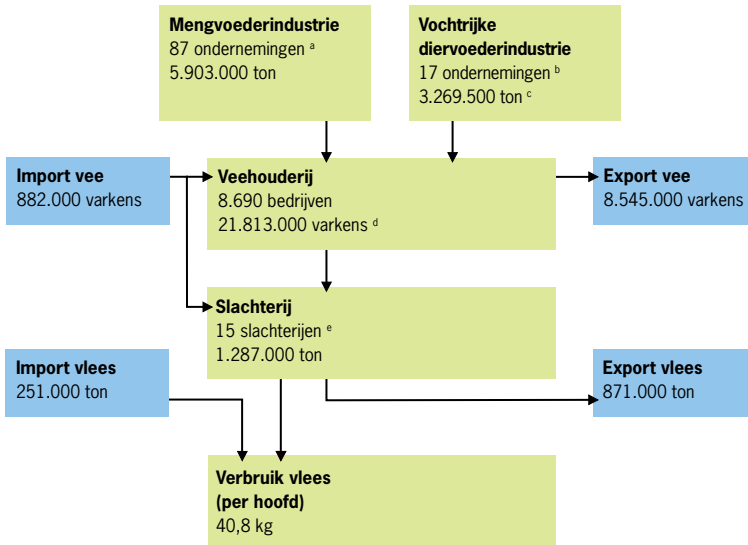 Mengvoederindustrie
87 ondernemingen ᵃ
5.903.000 ton
Vochtrijke
diervoederindustrie
17 ondernemingen ᵇ
3.269.500 ton ᶜ
Import vee
882.000 varkens
Veehouderij
8.690 bedrijven
21.813.000 varkens ᵈ
Export vee
8.545.000 varkens
Slachterij
15 slachterijen ᵉ
1.287.000 ton
Import vlees
251.000 ton
Export vlees
871.000 ton
Verbruik vlees
(per hoofd)
40,8 kg